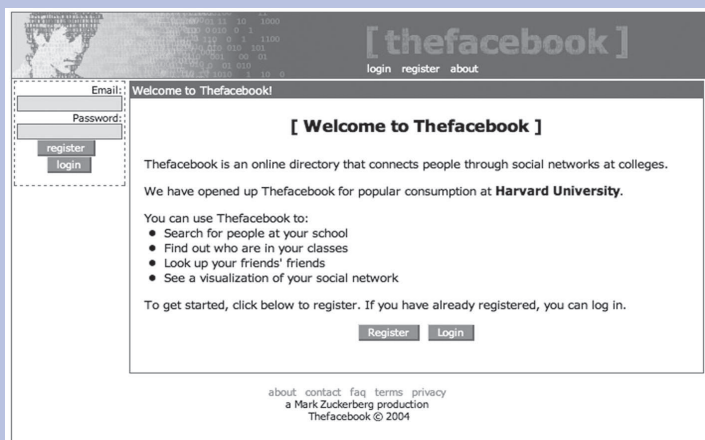 [ thefacebook ]
login register about
Email:
Password:
register
login
Welcome to Thefacebook!
[ Welcome to Thefacebook ]
Thefacebook is an online directory that connects people through social networks at colleges.
We have opened up Thefacebook for popular consumption at Harvard University.
You can use Thefacebook to:
● Search for people at your school
● Find out who are in your classes
● Look up your friends' friends
● See a visualization of your social network
To get started, click below to register. If you have already registered, you can log in.
Register Login
about contact faq terms privacy
a Mark Zuckerberg production
Thefacebook © 2004